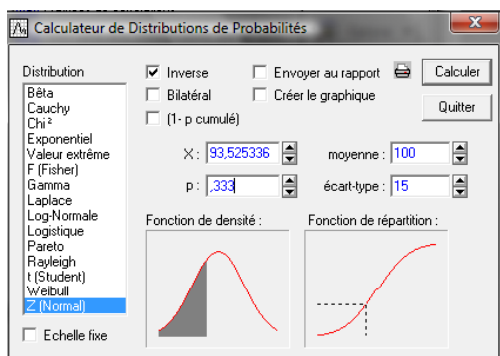 Calculateur de Distributions de Probabilités
Distribution
Bêta
Cauchy
Chi ²
Exponentiel
Valeur extrême
F (Fisher)
Gamma
Laplace
Log-Normale
Logistique
Pareto
Rayleigh
t (Student)
Weibull
Z (Normal)
Echelle fixe
Inverse
Envoyer au rapport
Calculer
Bilatéral
Créer le graphique
Quitter
(1- p cumulé)
X : 93,525336
moyenne : 100
p : ,333
écart-type : 15
Fonction de densité :
Fonction de répartition :